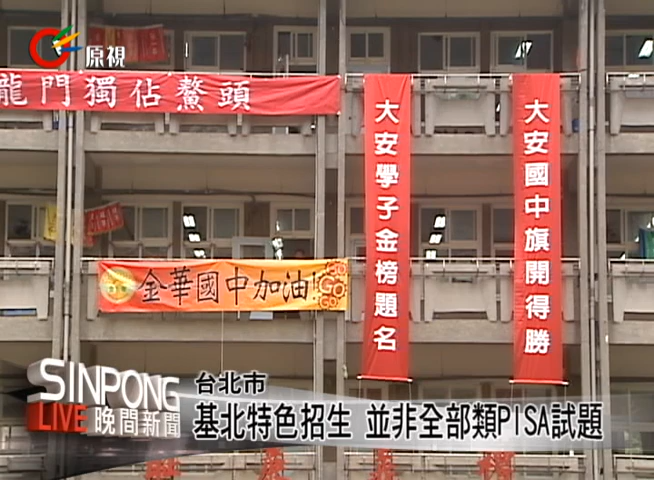 原視
龍門獨佔鰲頭
大安學子金榜題名
大安國中旗開得勝
金華國中加油!
GO
GO
GO
SINPONG
LIVE 晚間新聞
台北市
基北特色招生 並非全部類PISA試題